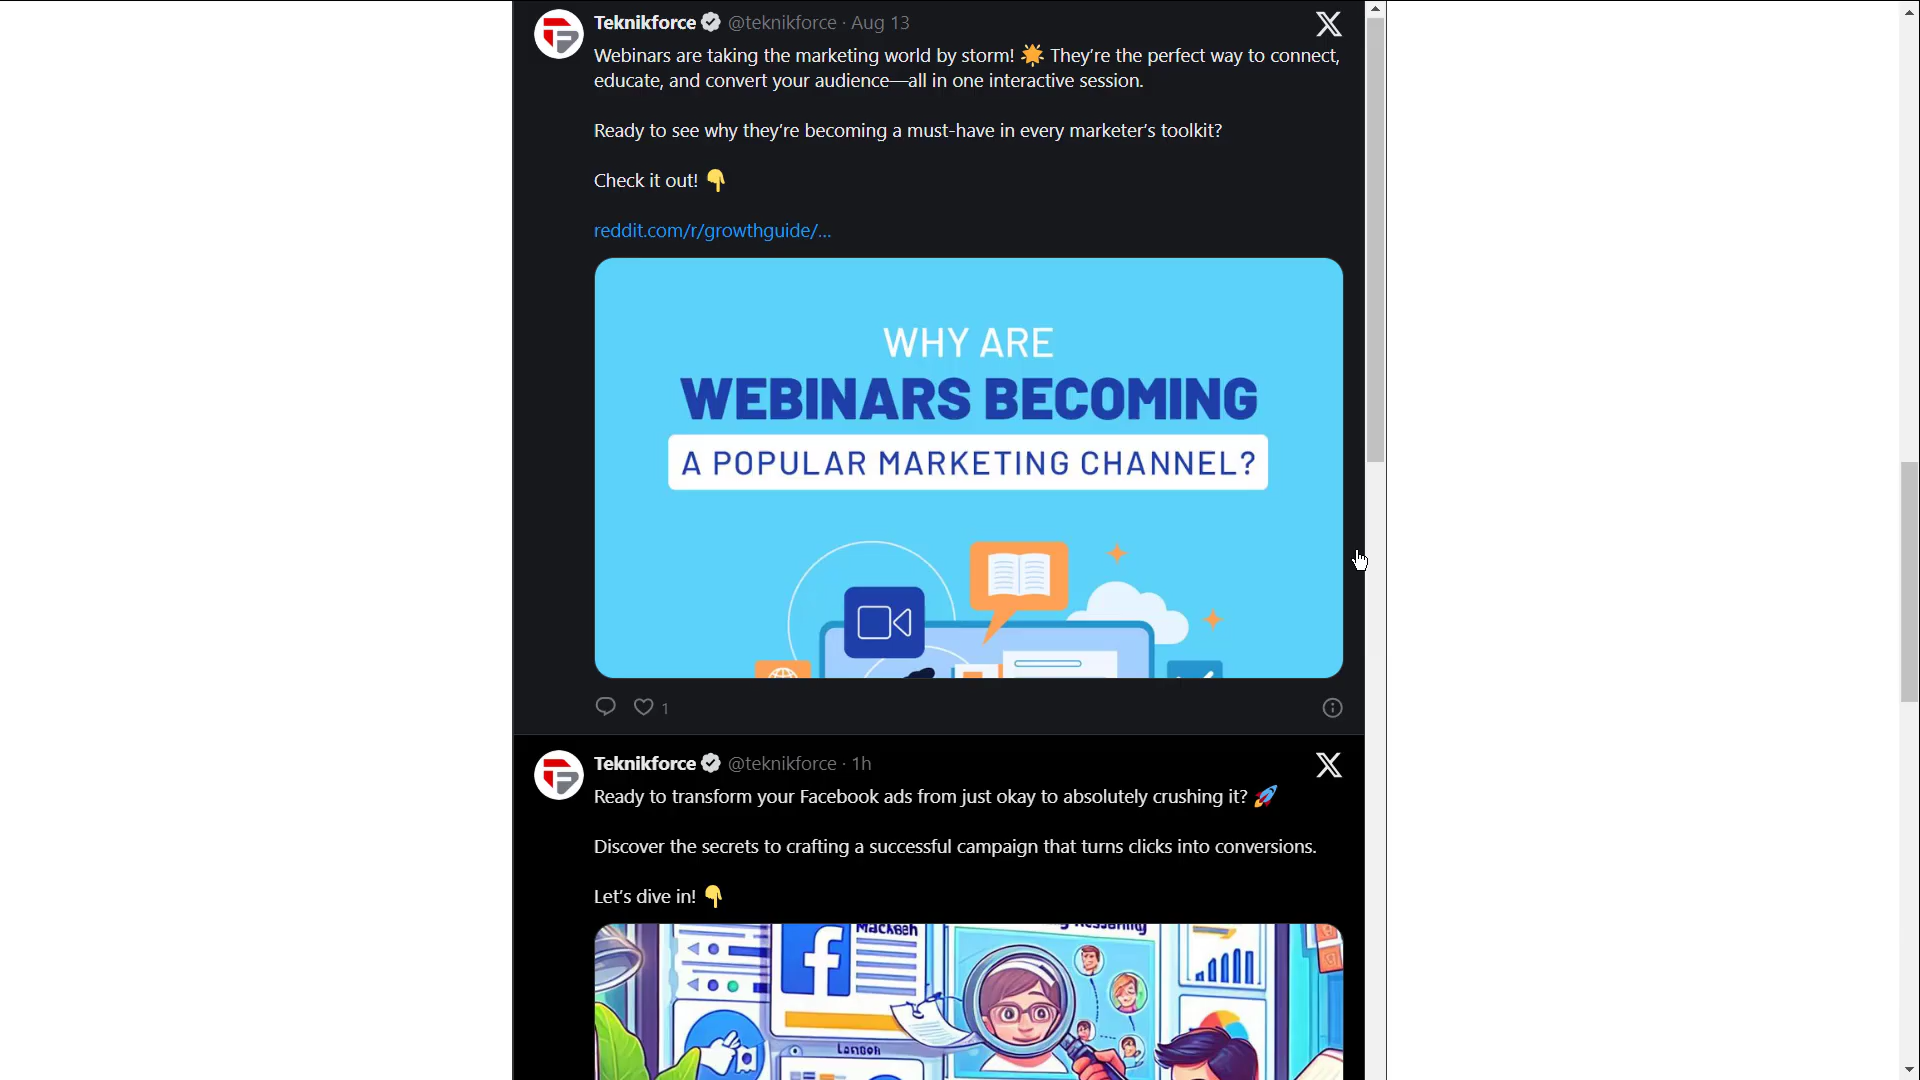 Teknikforce @teknikforce · Aug 13
Webinars are taking the marketing world by storm! 🌟 They're the perfect way to connect,
educate, and convert your audience—all in one interactive session.
Ready to see why they're becoming a must-have in every marketer's toolkit?
Check it out! 👇
reddit.com/r/growthguide/...
WHY ARE
WEBINARS BECOMING
A POPULAR MARKETING CHANNEL?
1
Teknikforce @teknikforce · 1h
Ready to transform your Facebook ads from just okay to absolutely crushing it? 🚀
Discover the secrets to crafting a successful campaign that turns clicks into conversions.
Let's dive in! 👇